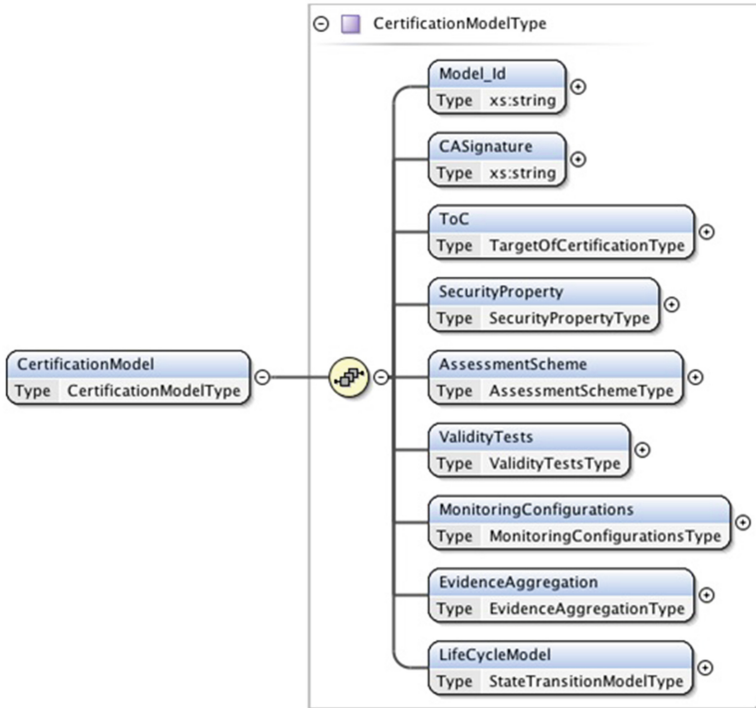 CertificationModelType
Model_Id
Type xs:string
CASignature
Type xs:string
ToC
Type TargetOfCertificationType
SecurityProperty
Type SecurityPropertyType
CertificationModel
Type CertificationModelType
AssessmentScheme
Type AssessmentSchemeType
ValidityTests
Type ValidityTestsType
MonitoringConfigurations
Type MonitoringConfigurationsType
EvidenceAggregation
Type EvidenceAggregationType
LifeCycleModel
Type StateTransitionModelType